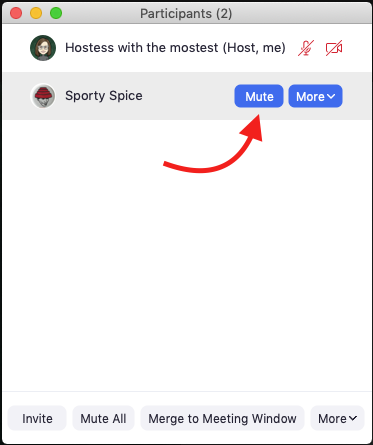 Participants (2)
Hostess with the mostest (Host, me)
Sporty Spice Mute More
Invite Mute All Merge to Meeting Window More